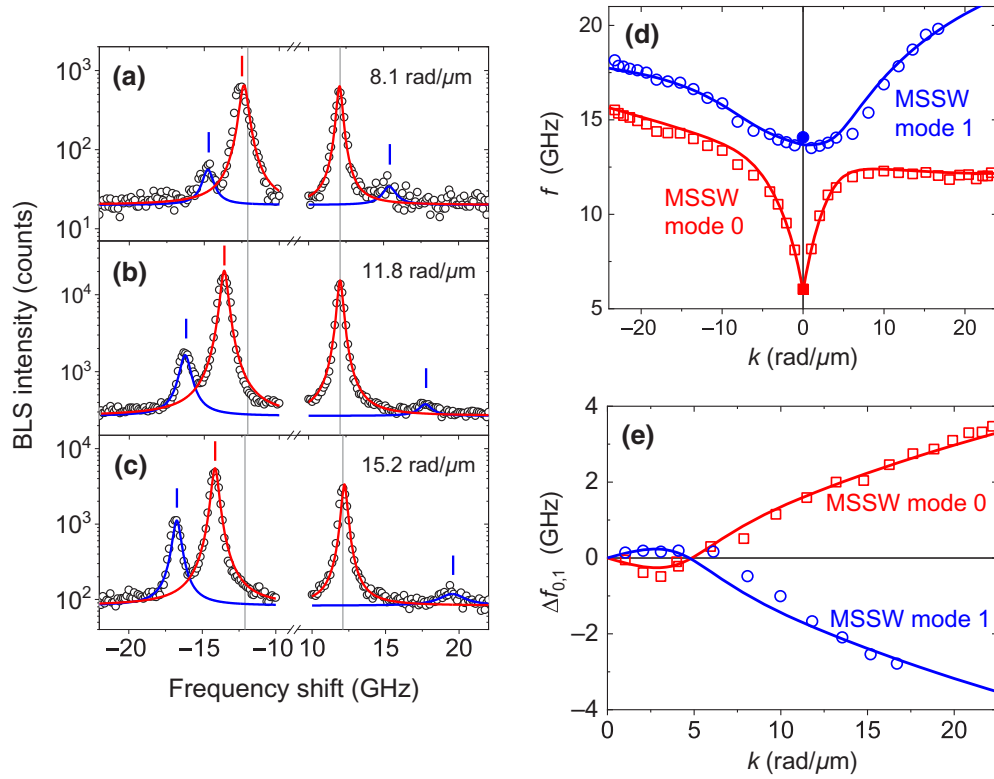 (a)
8.1 rad/µm
10³
10²
10¹
(b)
11.8 rad/µm
10⁴
10³
(c)
15.2 rad/µm
10⁴
10³
10²
BLS intensity (counts)
−20 −15 −10 10 15 20
Frequency shift (GHz)
(d)
20
15
10
5
f (GHz)
MSSW
mode 1
MSSW
mode 0
−20 −10 0 10 20
k (rad/µm)
(e)
4
2
0
−2
−4
Δf0,1 (GHz)
MSSW mode 0
MSSW mode 1
0 5 10 15 20
k (rad/µm)